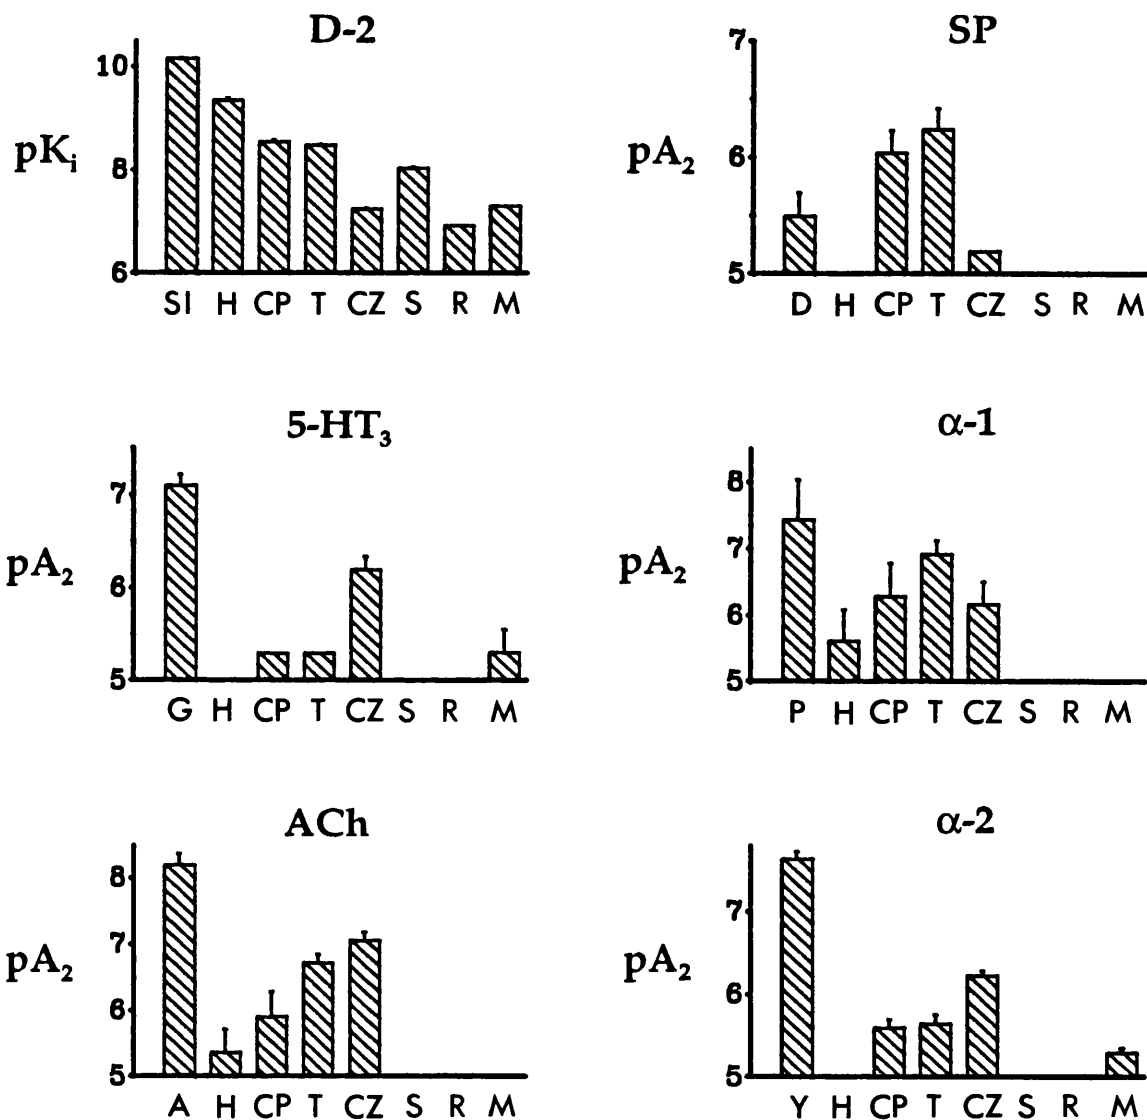 D-2
pKi
10
8
6
SI H CP T CZ S R M
SP
pA2
7
6
5
D H CP T CZ S R M
5-HT3
pA2
7
6
5
G H CP T CZ S R M
α-1
pA2
8
7
6
5
P H CP T CZ S R M
ACh
pA2
8
7
6
5
A H CP T CZ S R M
α-2
pA2
7
6
5
Y H CP T CZ S R M